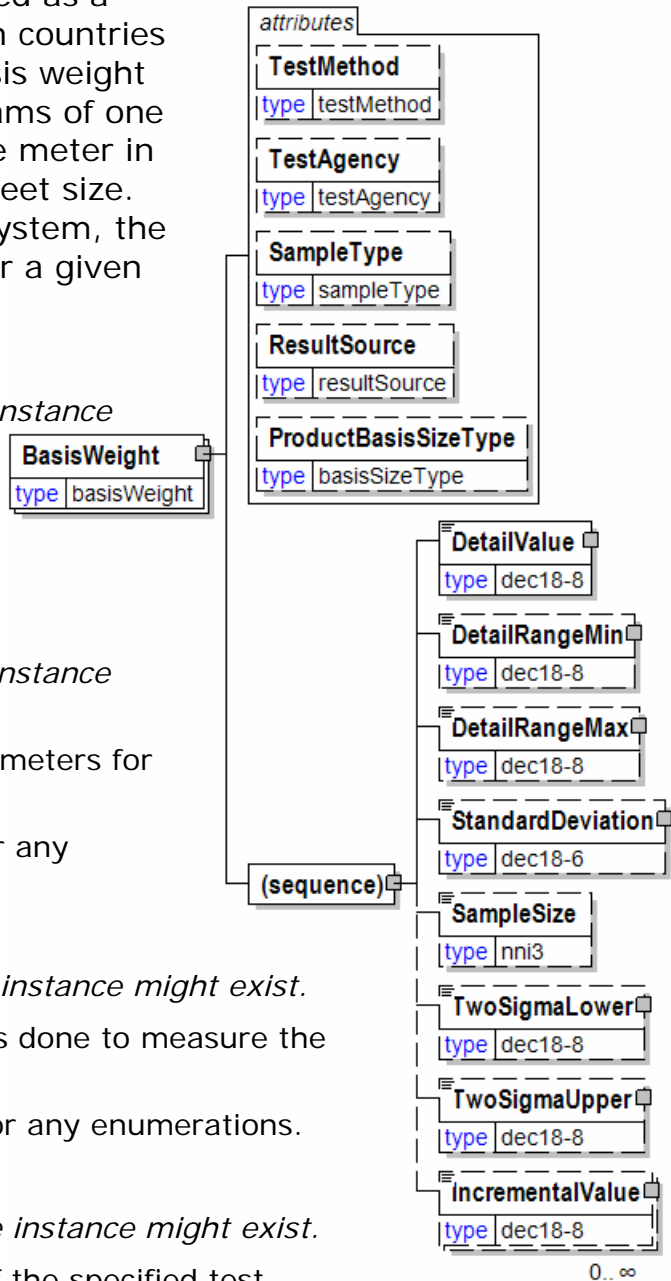 ed as a
n countries
sis weight
ams of one
e meter in
eet size.
ystem, the
r a given
nstance
BasisWeight
type basisWeight
nstance
meters for
r any
instance might exist.
s done to measure the
or any enumerations.
e instance might exist.
f the specified test
attributes
TestMethod
type testMethod
TestAgency
type testAgency
SampleType
type sampleType
ResultSource
type resultSource
ProductBasisSizeType
type basisSizeType
(sequence)
DetailValue
type dec18-8
DetailRangeMin
type dec18-8
DetailRangeMax
type dec18-8
StandardDeviation
type dec18-6
SampleSize
type nni3
TwoSigmaLower
type dec18-8
TwoSigmaUpper
type dec18-8
IncrementalValue
type dec18-8
0..∞